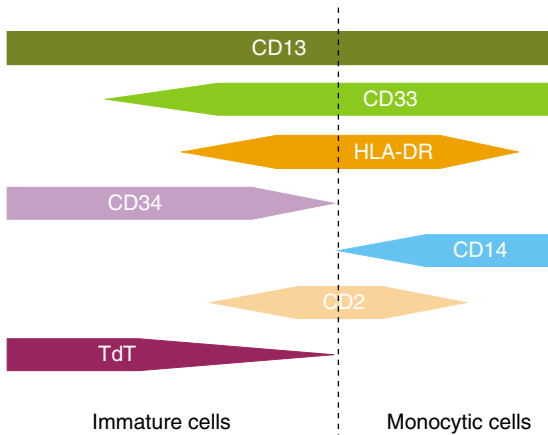 CD13
CD33
HLA-DR
CD34
CD14
CD2
TdT
Immature cells
Monocytic cells